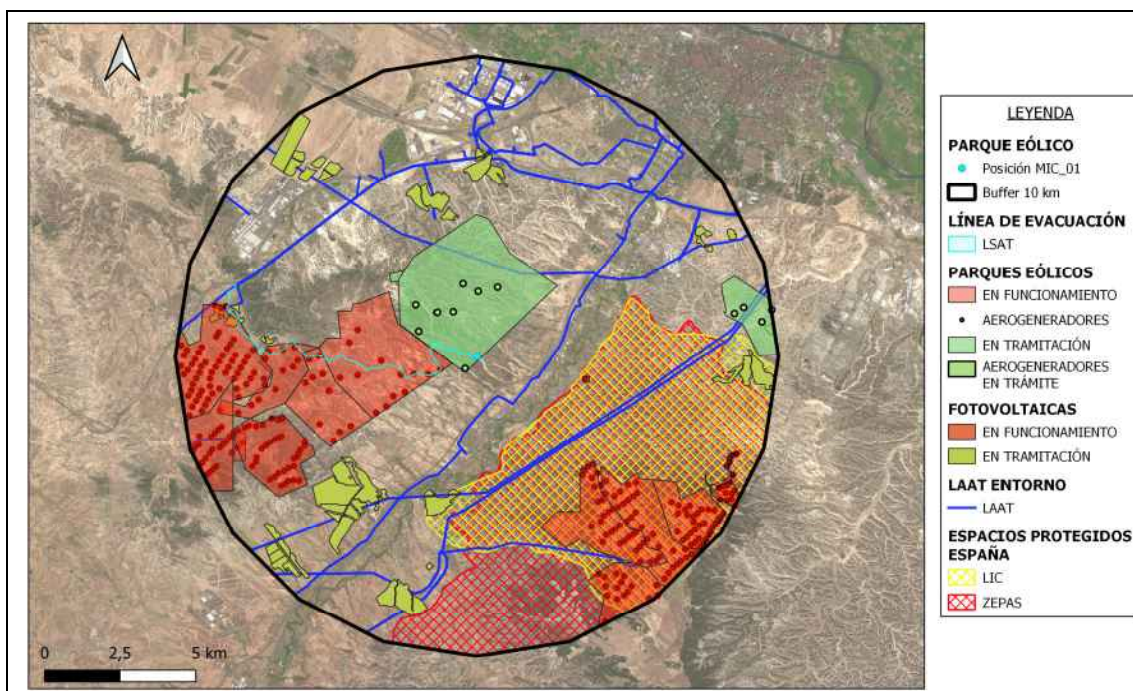 LEYENDA
PARQUE EÓLICO
Posición MIC_01
Buffer 10 km
LÍNEA DE EVACUACIÓN
LSAT
PARQUES EÓLICOS
EN FUNCIONAMIENTO
AEROGENERADORES
EN TRAMITACIÓN
AEROGENERADORES
EN TRÁMITE
FOTOVOLTAICAS
EN FUNCIONAMIENTO
EN TRAMITACIÓN
LAAT ENTORNO
LAAT
ESPACIOS PROTEGIDOS
ESPAÑA
LIC
ZEPAS
0 2,5 5 km